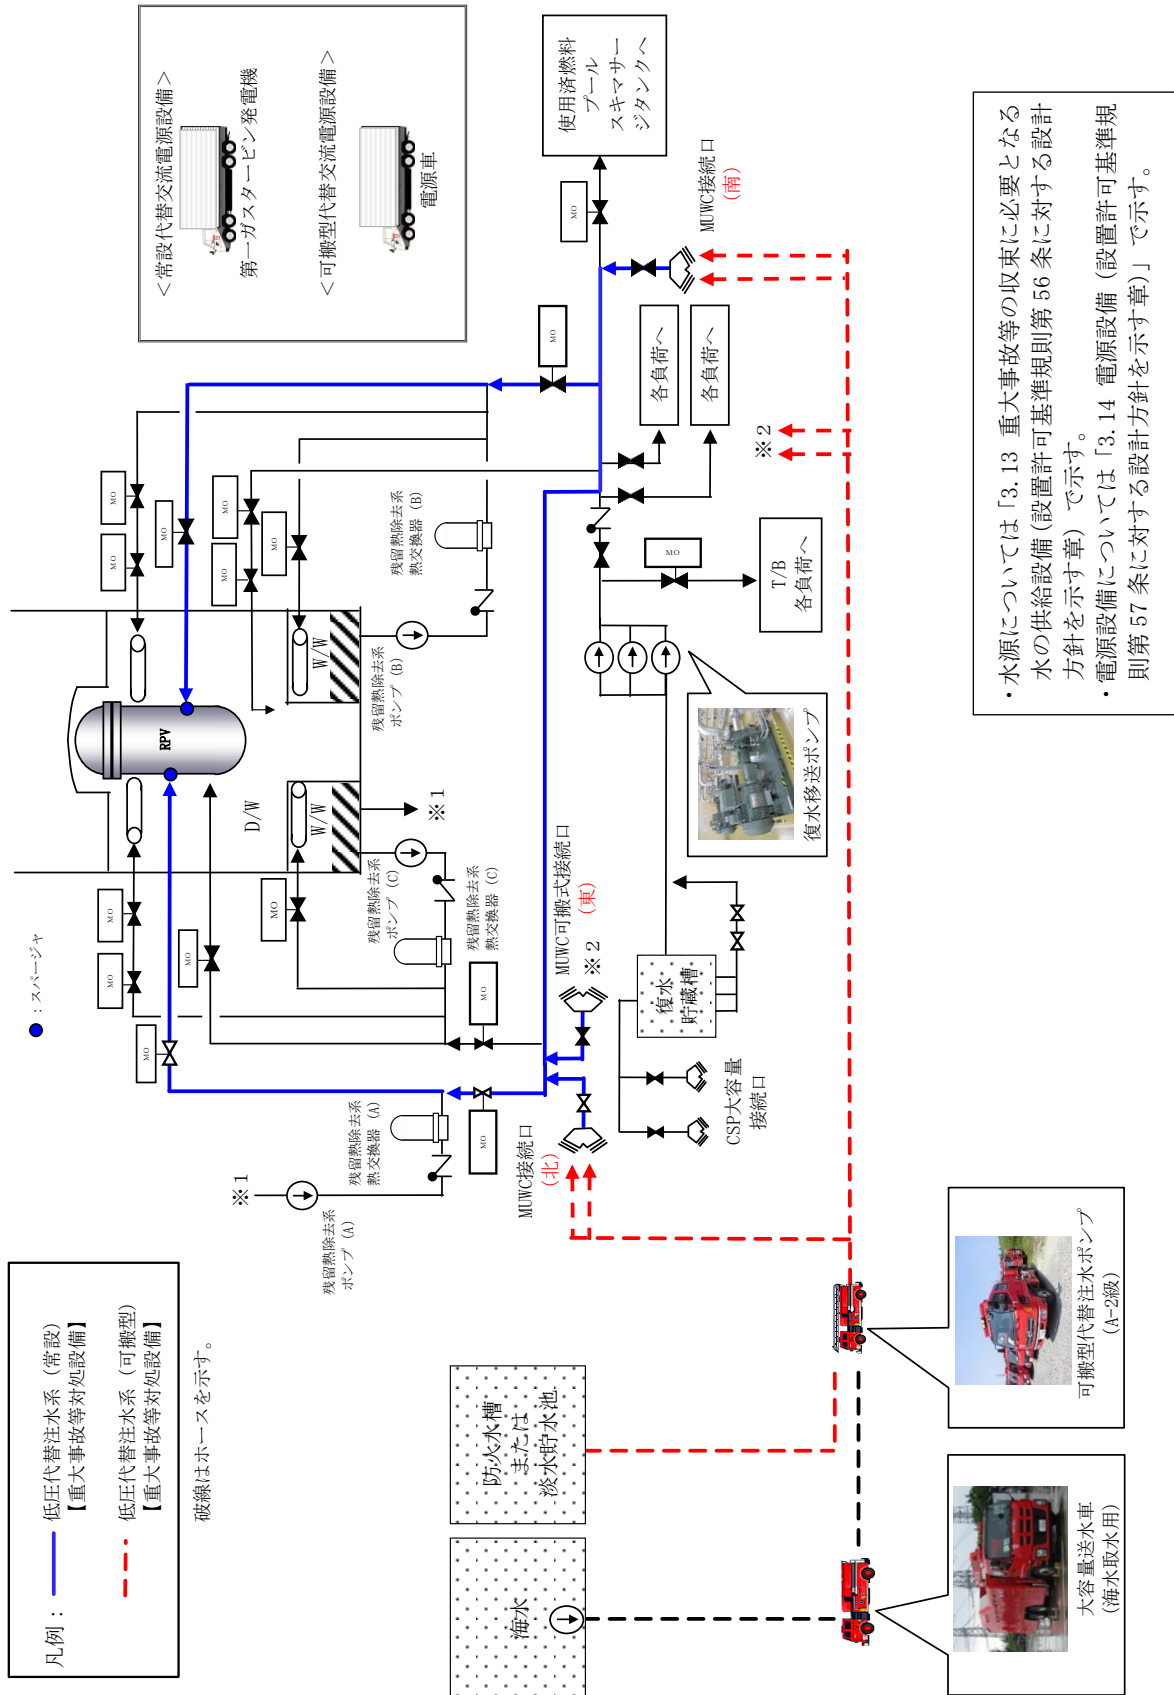 凡例：
低圧代替注水系（常設）
【重大事故等対処設備】
低圧代替注水系（可搬型）
【重大事故等対処設備】
破線はホースを示す。
：スパージャ
＜常設代替交流電源設備＞
第一ガスタービン発電機
＜可搬型代替交流電源設備＞
電源車
使用済燃料
プール
スキマサー
ジタンクへ
MO
MUWC接続口
(南)
MO
MO
MO
MO
MO
MO
MO
RPV
D/W
W/W
W/W
※1
残留熱除去系
熱交換器 (B)
残留熱除去系
ポンプ (B)
残留熱除去系
ポンプ (C)
残留熱除去系
熱交換器 (C)
MO
MO
MO
MO
MO
MO
MO
※1
残留熱除去系
ポンプ (A)
残留熱除去系
熱交換器 (A)
各負荷へ
各負荷へ
※2
MO
T/B
各負荷へ
復水移送ポンプ
MUWC可搬式接続口
(東)
※2
MUWC接続口
(北)
復水
貯蔵槽
CSP大容量
接続口
海水
防火水槽
または
淡水貯水池
大容量送水車
(海水取水用)
可搬型代替注水ポンプ
(A-2級)
・水源については「3.13 重大事故等の収束に必要となる
水の供給設備(設置許可基準規則第 56 条に対する設計
方針を示す章) で示す。
・電源設備については「3.14 電源設備 (設置許可基準規
則第 57 条に対する設計方針を示す章)」で示す。